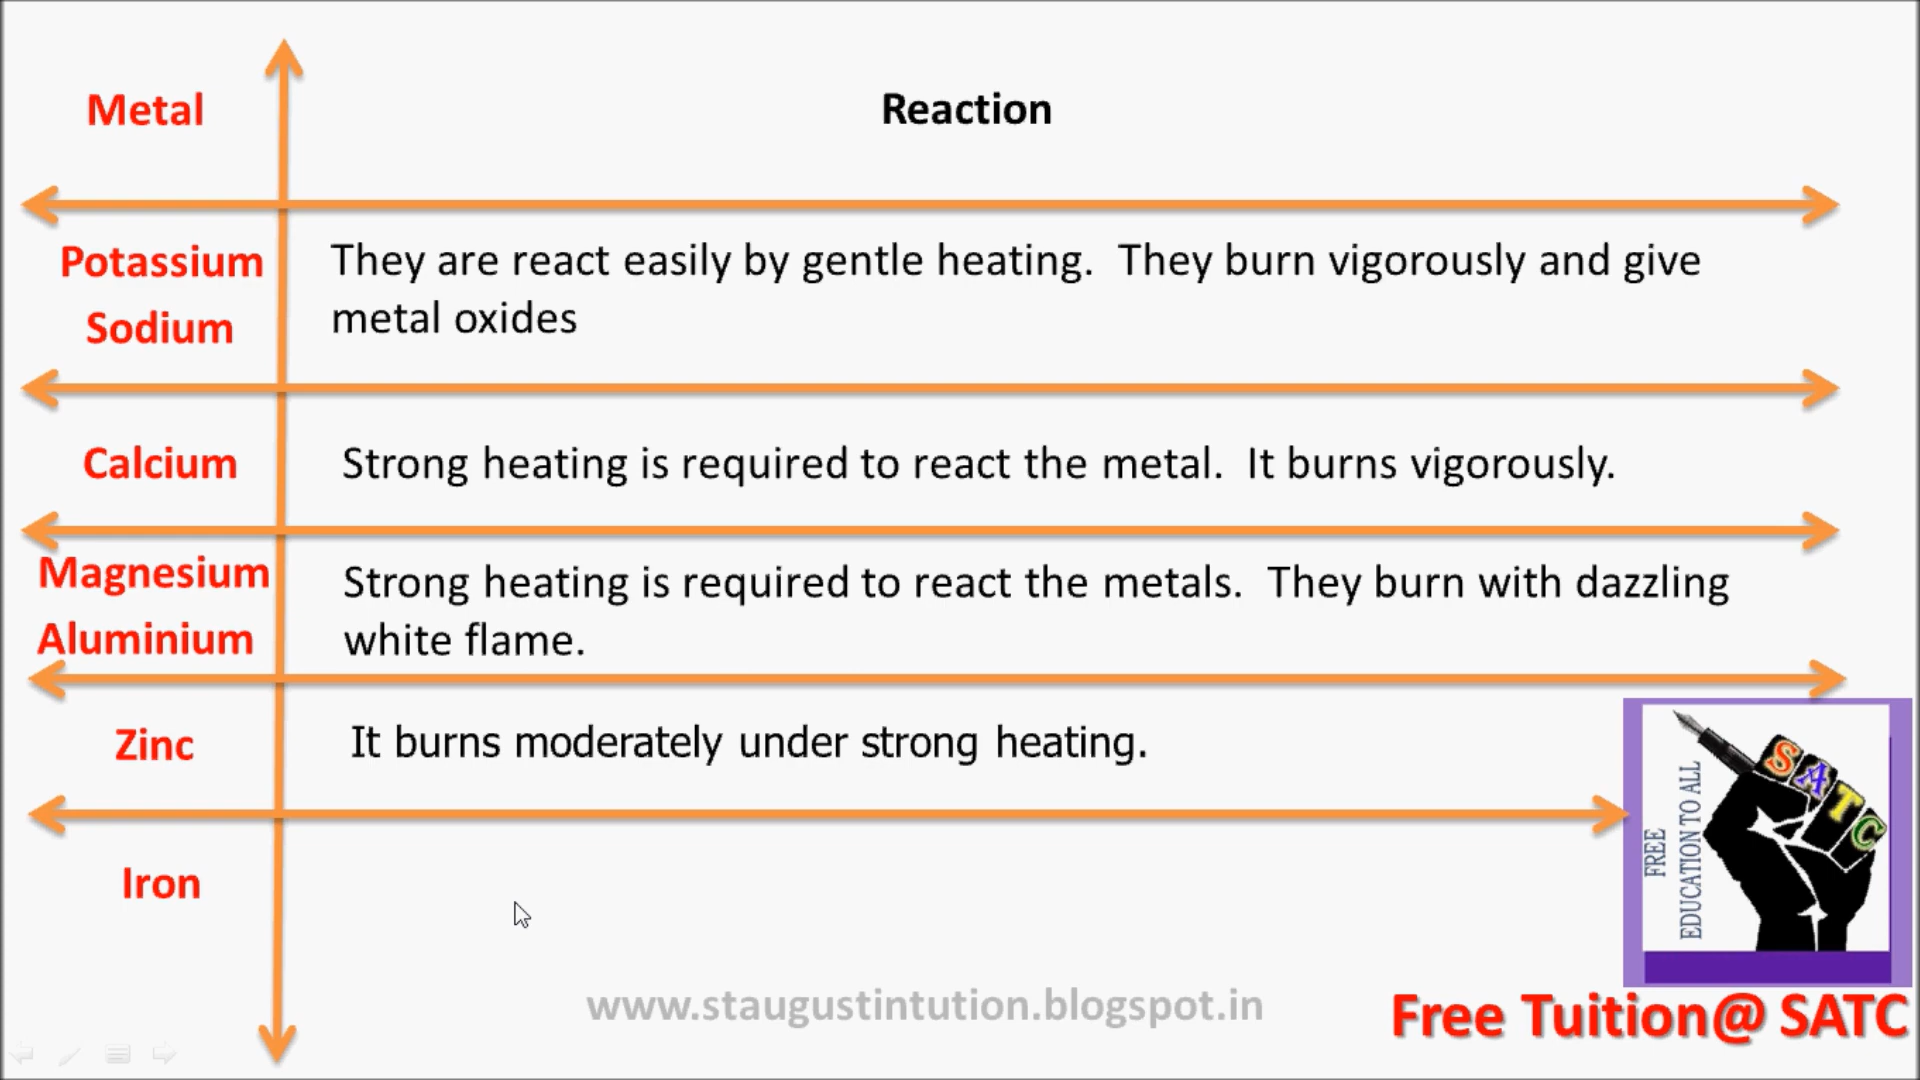 Metal
Reaction
Potassium
Sodium
They are react easily by gentle heating. They burn vigorously and give
metal oxides
Calcium
Strong heating is required to react the metal. It burns vigorously.
Magnesium
Aluminium
Strong heating is required to react the metals. They burn with dazzling
white flame.
Zinc
It burns moderately under strong heating.
Iron
FREE
EDUCATION TO ALL
SATC
www.staugustintution.blogspot.in
Free Tuition@ SATC